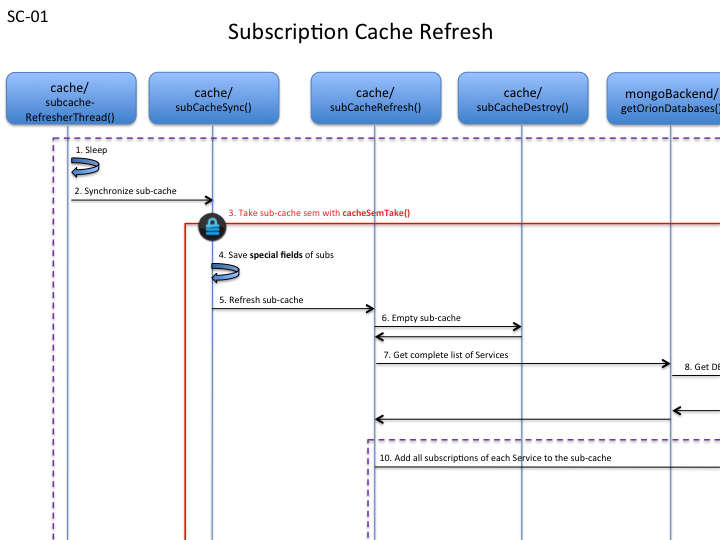 SC-01
Subscription Cache Refresh
cache/
subcache-
RefresherThread()
cache/
subCacheSync()
cache/
subCacheRefresh()
cache/
subCacheDestroy()
mongoBackend/
getOrionDatabases()
1. Sleep
2. Synchronize sub-cache
3. Take sub-cache sem with cacheSemTake()
4. Save special fields of subs
5. Refresh sub-cache
6. Empty sub-cache
7. Get complete list of Services
8. Get
10. Add all subscriptions of each Service to the sub-cache